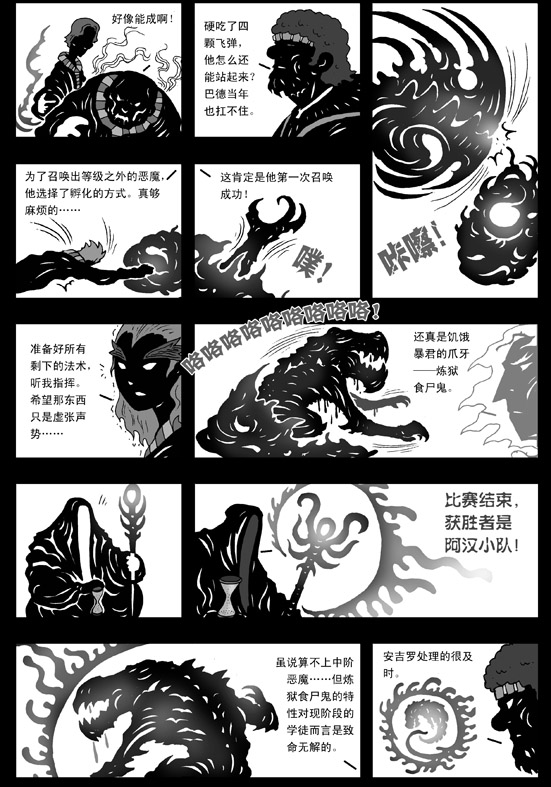 好像能成啊！
硬吃了四
颗飞弹，
他怎么还
能站起来？
巴德当年
也扛不住。
咔嚓！
为了召唤出等级之外的恶魔，
他选择了孵化的方式。真够
麻烦的……
这肯定是他第一次召唤
成功！
噗！
准备好所有
剩下的法术，
听我指挥。
希望那东西
只是虚张声
势……
咯咯咯咯咯咯咯咯咯！
还真是饥饿
暴君的爪牙
——炼狱
食尸鬼。
比赛结束，
获胜者是
阿汉小队！
虽说算不上中阶
恶魔……但炼
狱食尸鬼的特
性对现阶段的
学徒而言是致
命无解的。
安吉罗处理的很及
时。